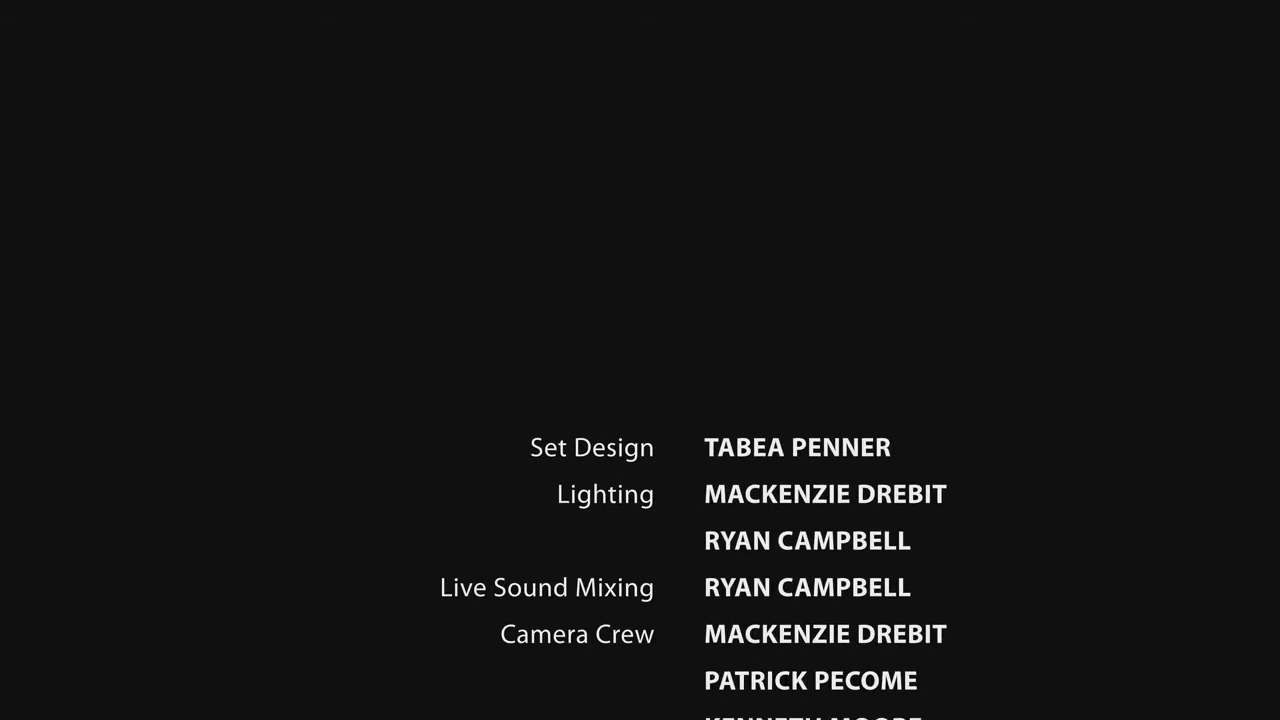 Set Design TABEA PENNER
Lighting MACKENZIE DREBIT
RYAN CAMPBELL
Live Sound Mixing RYAN CAMPBELL
Camera Crew MACKENZIE DREBIT
PATRICK PECOME